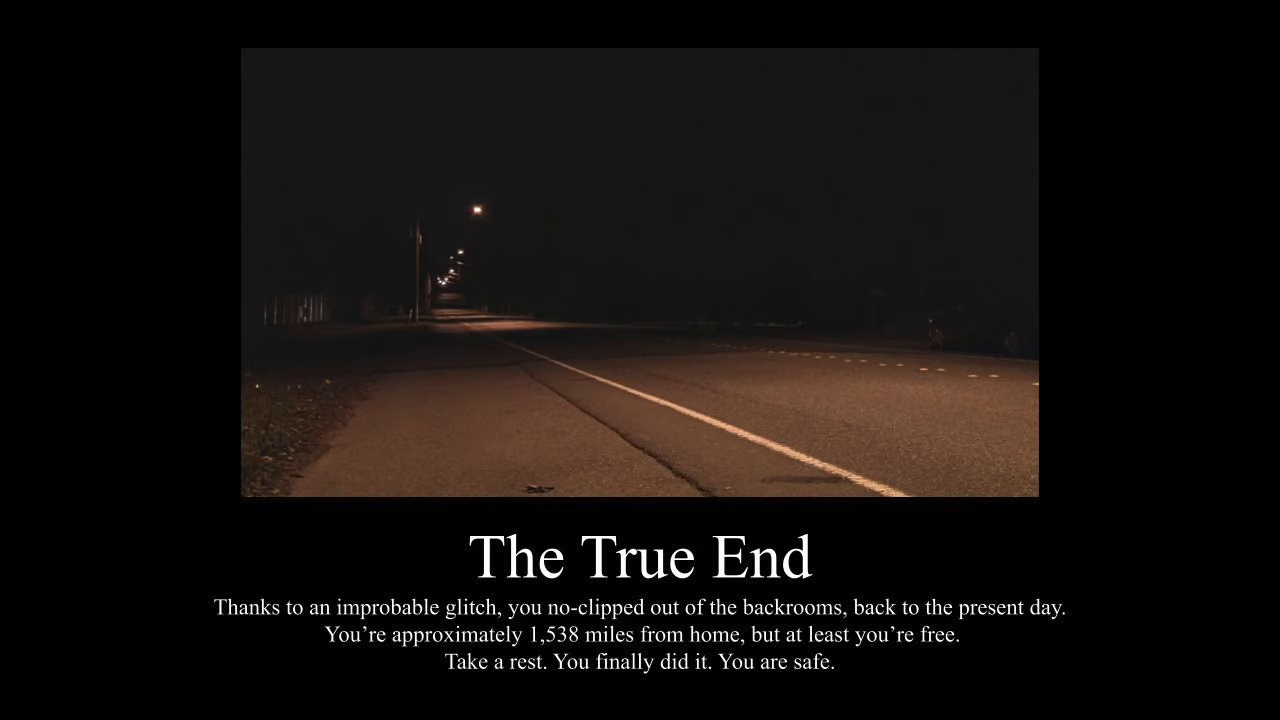 The True End
Thanks to an improbable glitch, you no-clipped out of the backrooms, back to the present day.
You’re approximately 1,538 miles from home, but at least you’re free.
Take a rest. You finally did it. You are safe.